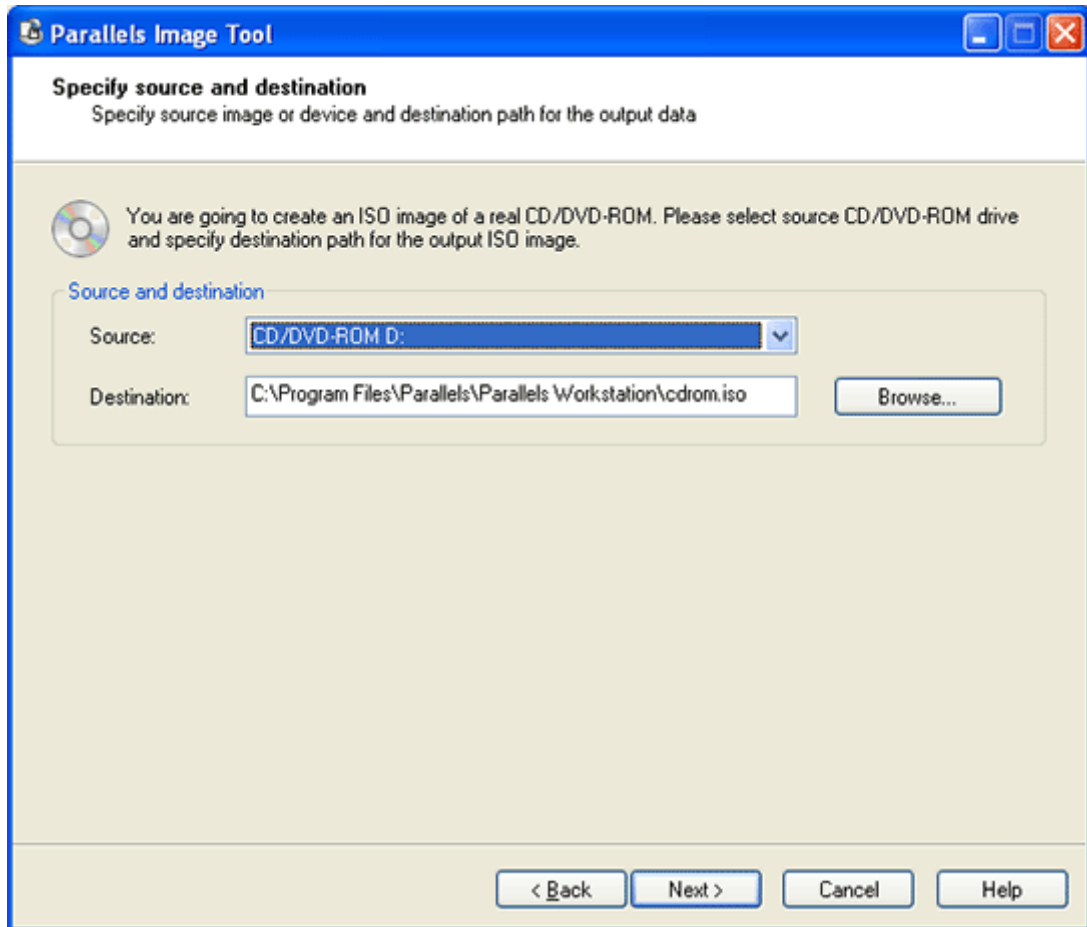 Parallels Image Tool
Specify source and destination
Specify source image or device and destination path for the output data
You are going to create an ISO image of a real CD/DVD-ROM. Please select source CD/DVD-ROM drive
and specify destination path for the output ISO image.
Source and destination
Source:
CD/DVD-ROM D:
Destination:
C:\Program Files\Parallels\Parallels Workstation\cdrom.iso
Browse...
< Back
Next >
Cancel
Help